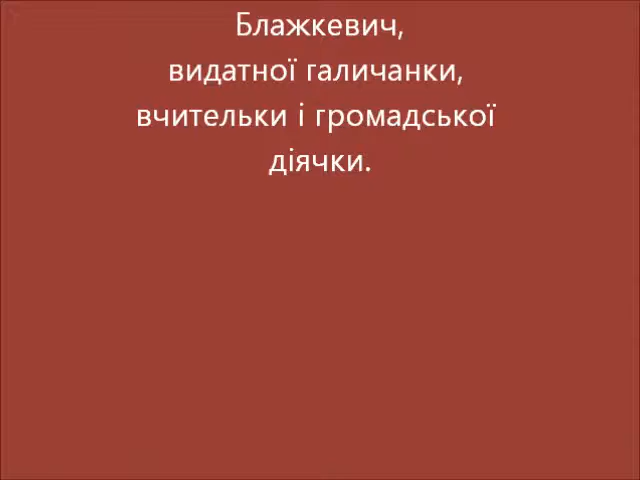 Блажкевич,
видатної галичанки,
вчительки і громадської
діячки.